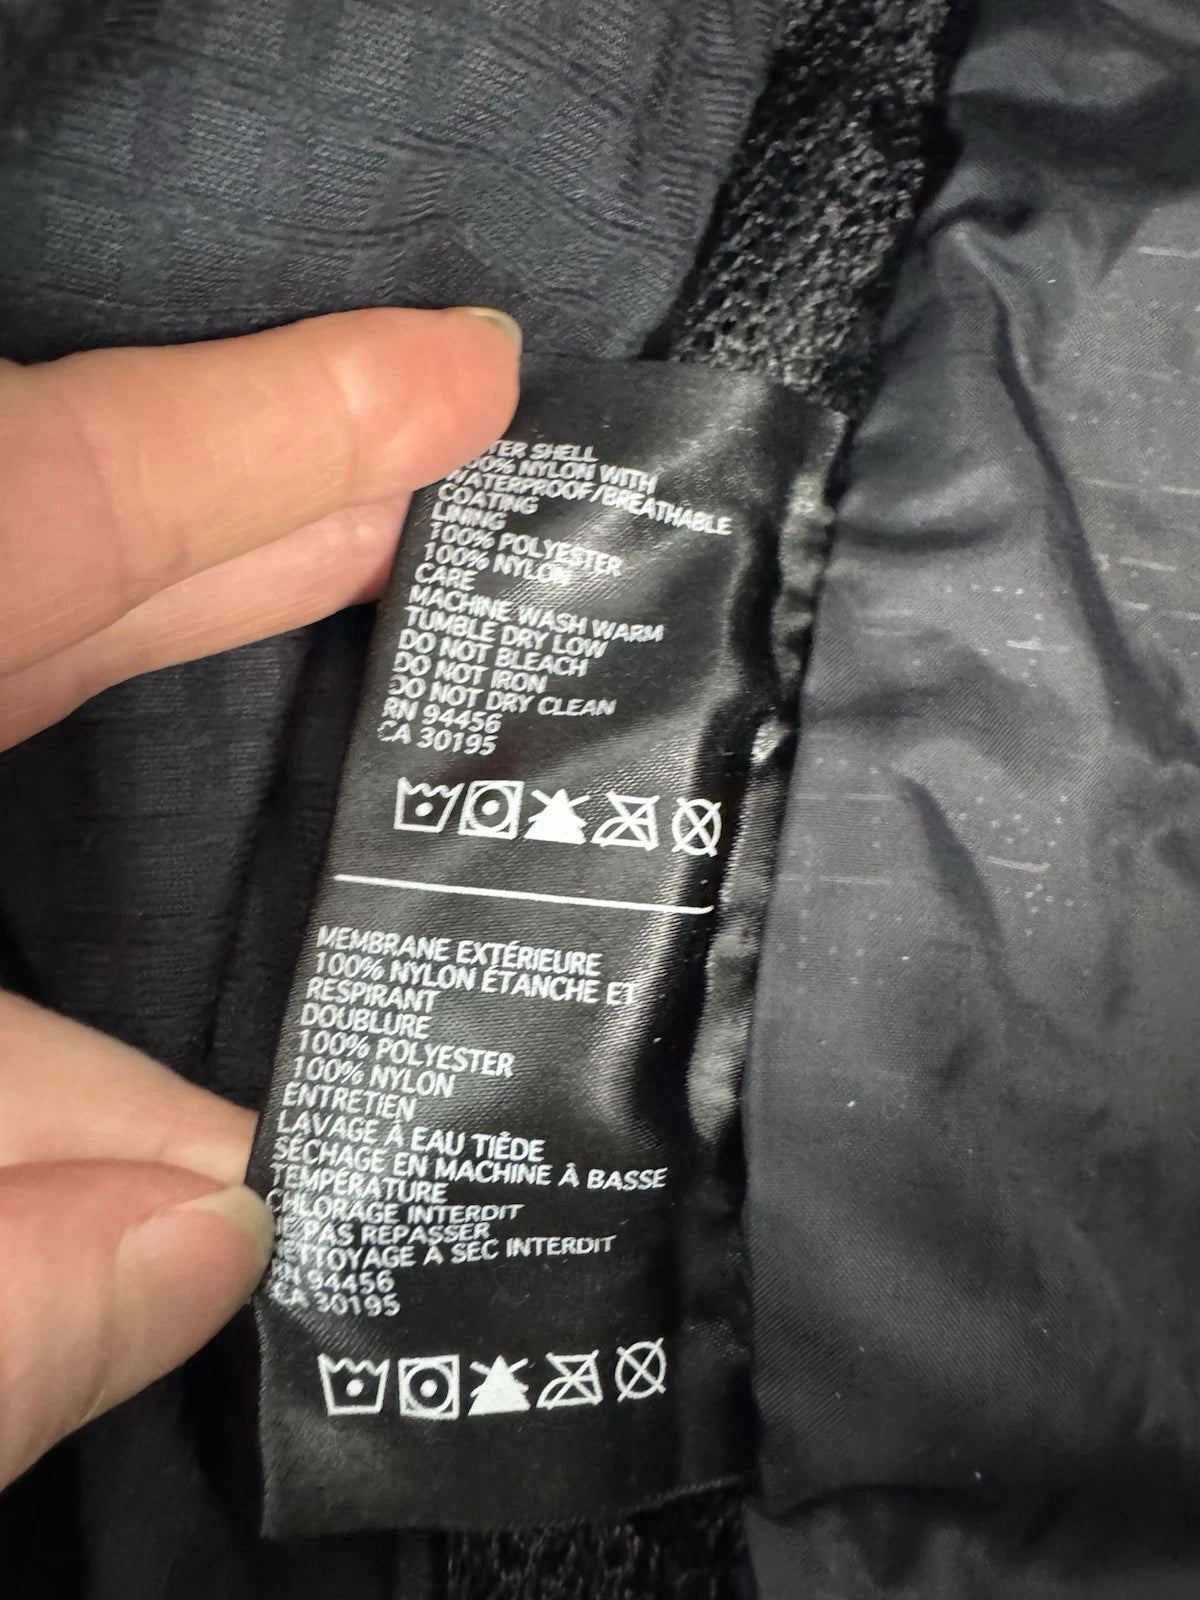 TER SHELL
00% NYLON WITH
WATERPROOF/BREATHABLE
COATING
LINING
100% POLYESTER
100% NYLON
CARE
MACHINE WASH WARM
TUMBLE DRY LOW
DO NOT BLEACH
DO NOT IRON
DO NOT DRY CLEAN
RN 94456
CA 30195
MEMBRANE EXTÉRIEURE
100% NYLON ÉTANCHE ET
RESPIRANT
DOUBLURE
100% POLYESTER
100% NYLON
ENTRETIEN
LAVAGE À EAU TIÈDE
SÉCHAGE EN MACHINE À BASSE
TEMPÉRATURE
CHLORAGE INTERDIT
NE PAS REPASSER
NETTOYAGE À SEC INTERDIT
RN 94456
CA 30195